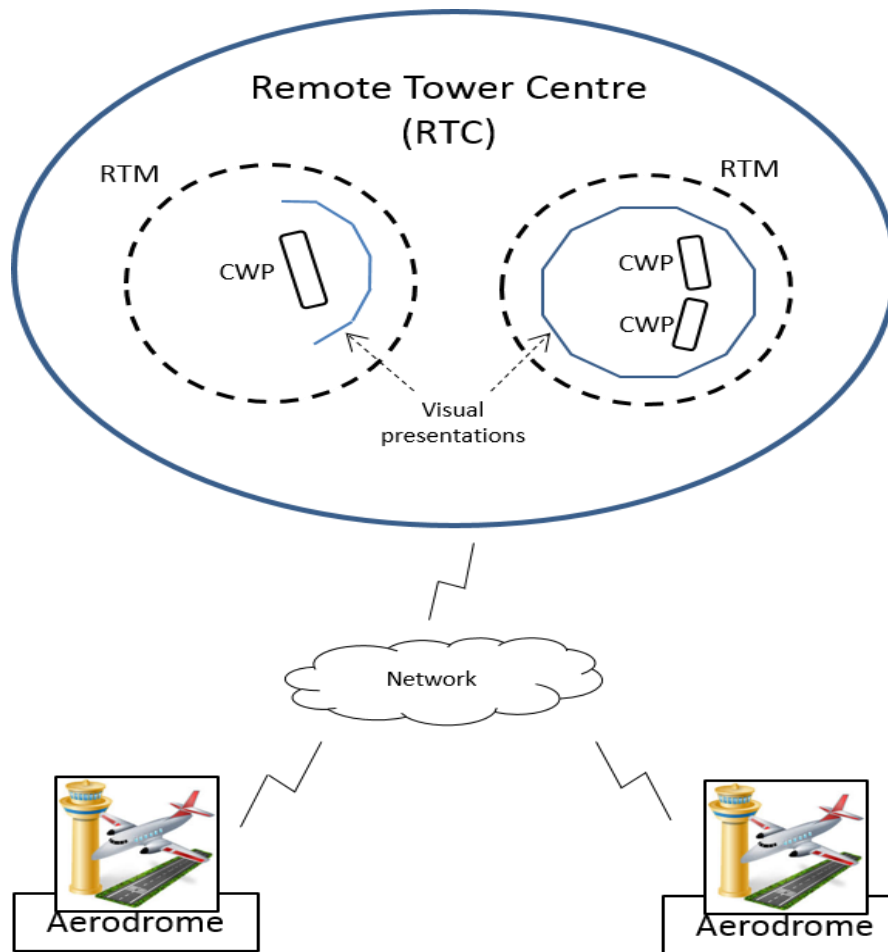 Remote Tower Centre
(RTC)
RTM
RTM
CWP
CWP
CWP
Visual
presentations
Network
Aerodrome
Aerodrome